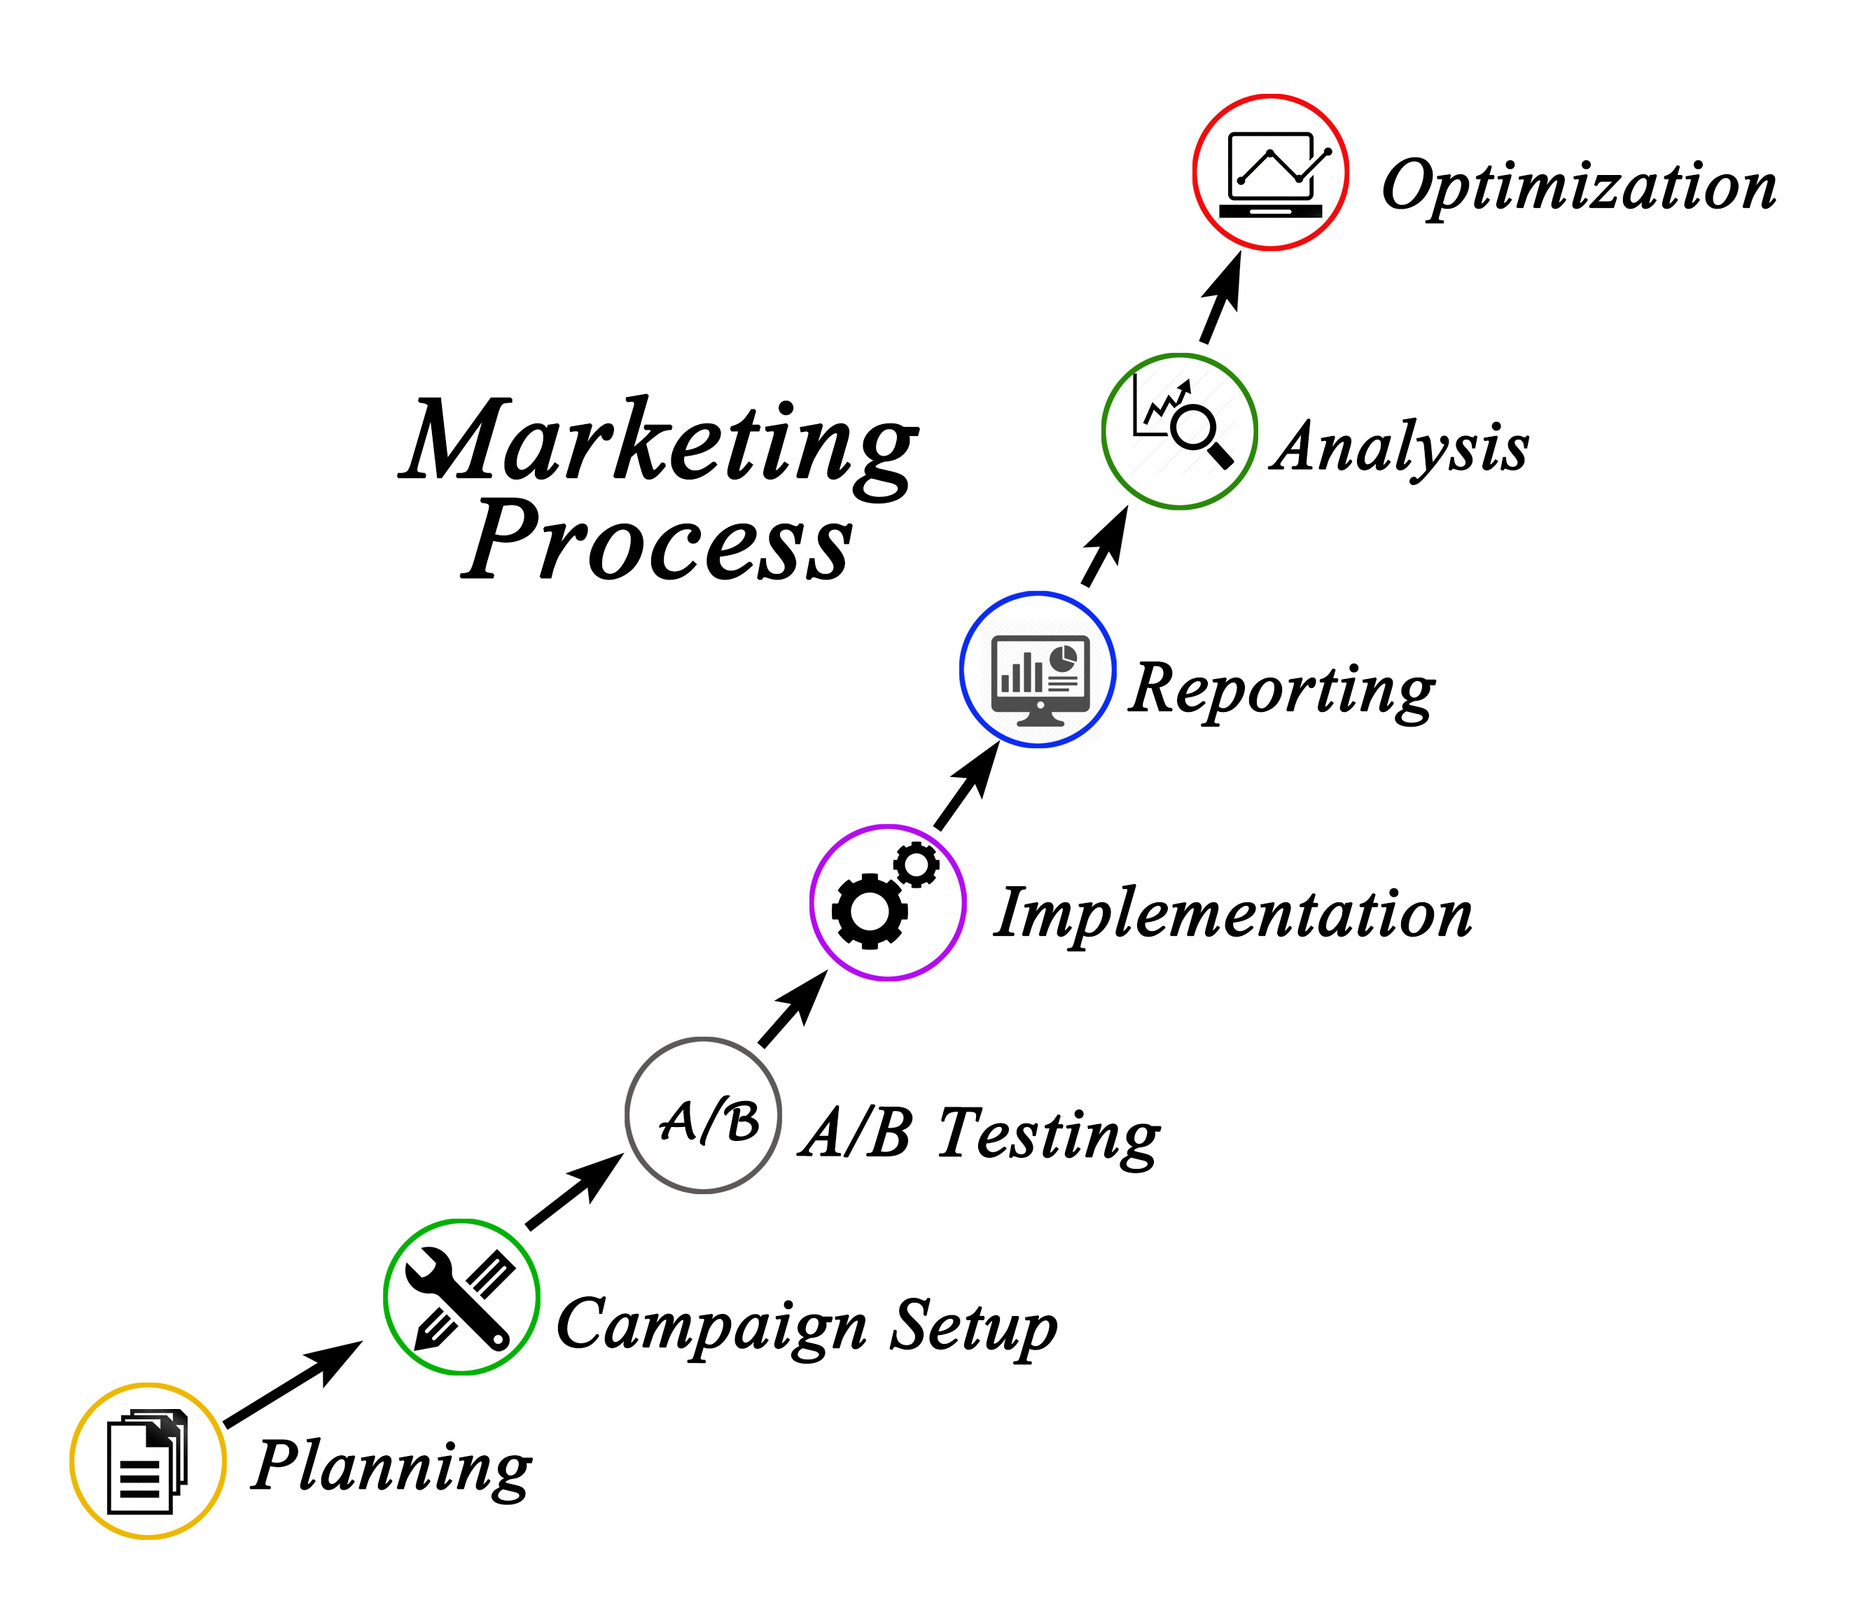 Optimization
Marketing
Process
Analysis
Reporting
Implementation
A/B
A/B Testing
Campaign Setup
Planning